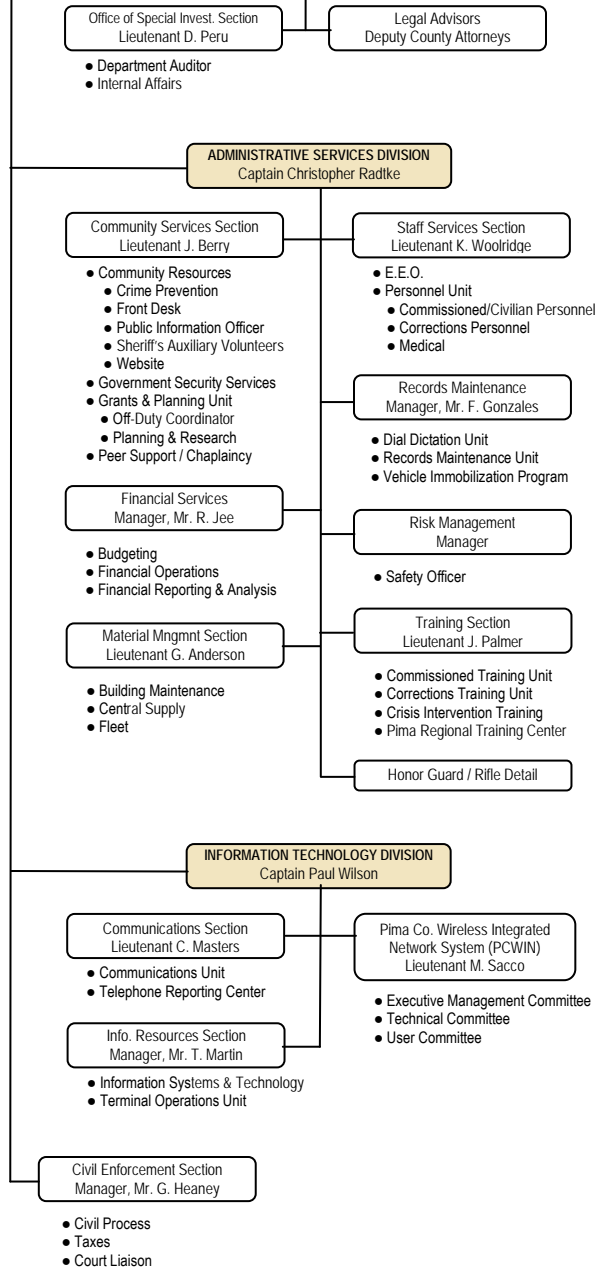 Office of Special Invest. Section
Lieutenant D. Peru
● Department Auditor
● Internal Affairs
Legal Advisors
Deputy County Attorneys
ADMINISTRATIVE SERVICES DIVISION
Captain Christopher Radtke
Community Services Section
Lieutenant J. Berry
● Community Resources
● Crime Prevention
● Front Desk
● Public Information Officer
● Sheriff's Auxiliary Volunteers
● Website
● Government Security Services
● Grants & Planning Unit
● Off-Duty Coordinator
● Planning & Research
● Peer Support / Chaplaincy
Staff Services Section
Lieutenant K. Woolridge
● E.E.O.
● Personnel Unit
● Commissioned/Civilian Personnel
● Corrections Personnel
● Medical
Records Maintenance
Manager, Mr. F. Gonzales
● Dial Dictation Unit
● Records Maintenance Unit
● Vehicle Immobilization Program
Financial Services
Manager, Mr. R. Jee
● Budgeting
● Financial Operations
● Financial Reporting & Analysis
Risk Management
Manager
● Safety Officer
Material Mngmnt Section
Lieutenant G. Anderson
● Building Maintenance
● Central Supply
● Fleet
Training Section
Lieutenant J. Palmer
● Commissioned Training Unit
● Corrections Training Unit
● Crisis Intervention Training
● Pima Regional Training Center
Honor Guard / Rifle Detail
INFORMATION TECHNOLOGY DIVISION
Captain Paul Wilson
Communications Section
Lieutenant C. Masters
● Communications Unit
● Telephone Reporting Center
Pima Co. Wireless Integrated
Network System (PCWIN)
Lieutenant M. Sacco
● Executive Management Committee
● Technical Committee
● User Committee
Info. Resources Section
Manager, Mr. T. Martin
● Information Systems & Technology
● Terminal Operations Unit
Civil Enforcement Section
Manager, Mr. G. Heaney
● Civil Process
● Taxes
● Court Liaison